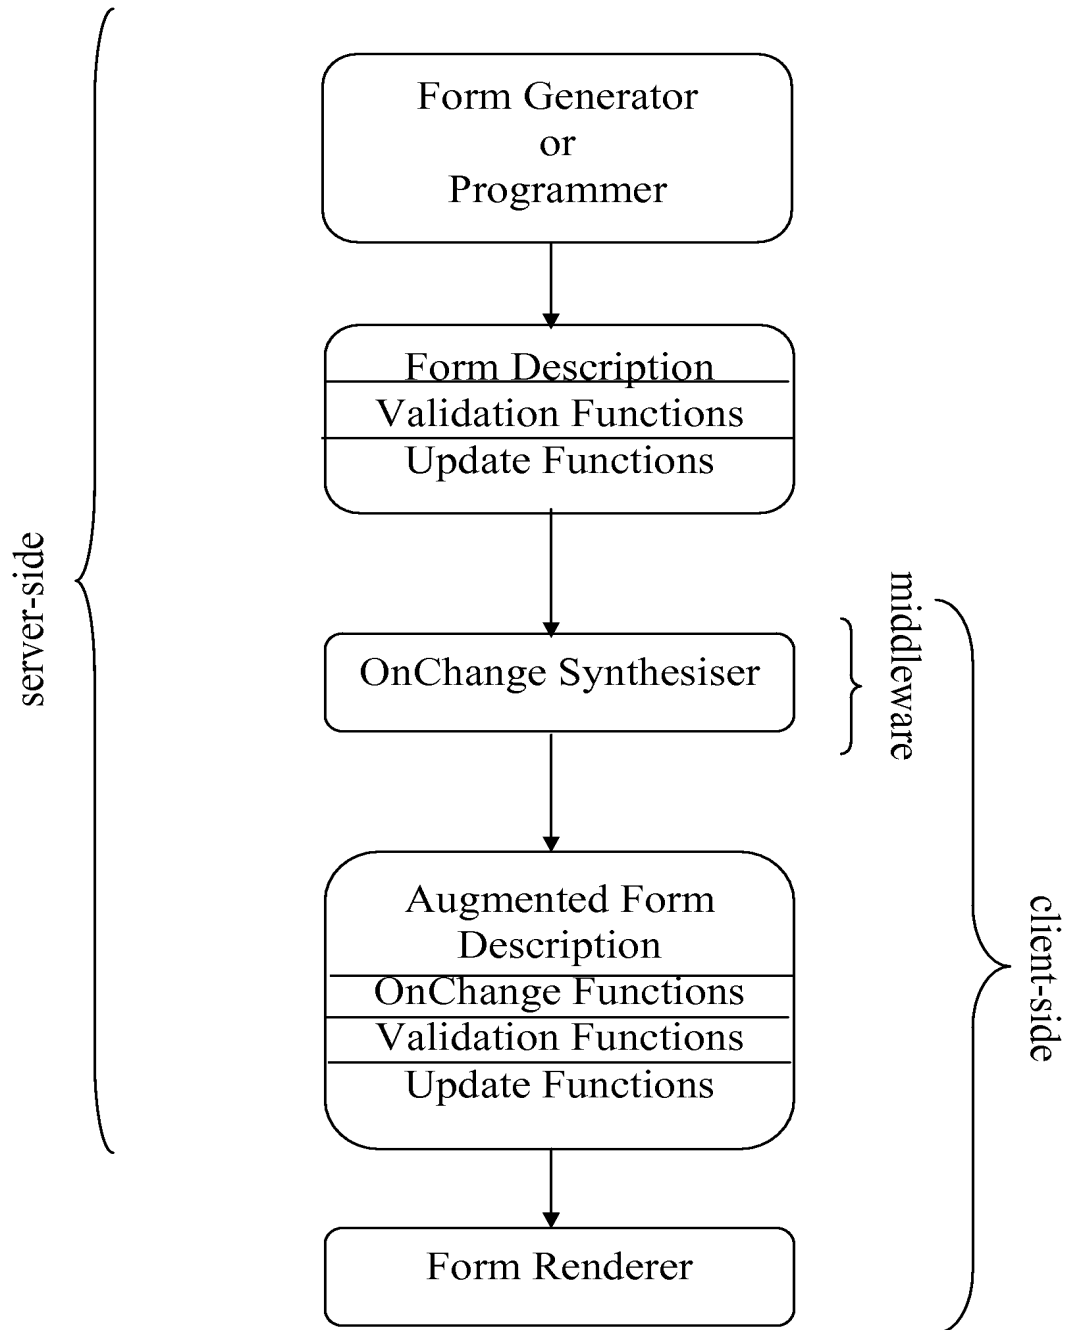 Form Generator
or
Programmer
Form Description
Validation Functions
Update Functions
server-side
middleware
OnChange Synthesiser
Augmented Form
Description
OnChange Functions
Validation Functions
Update Functions
client-side
Form Renderer